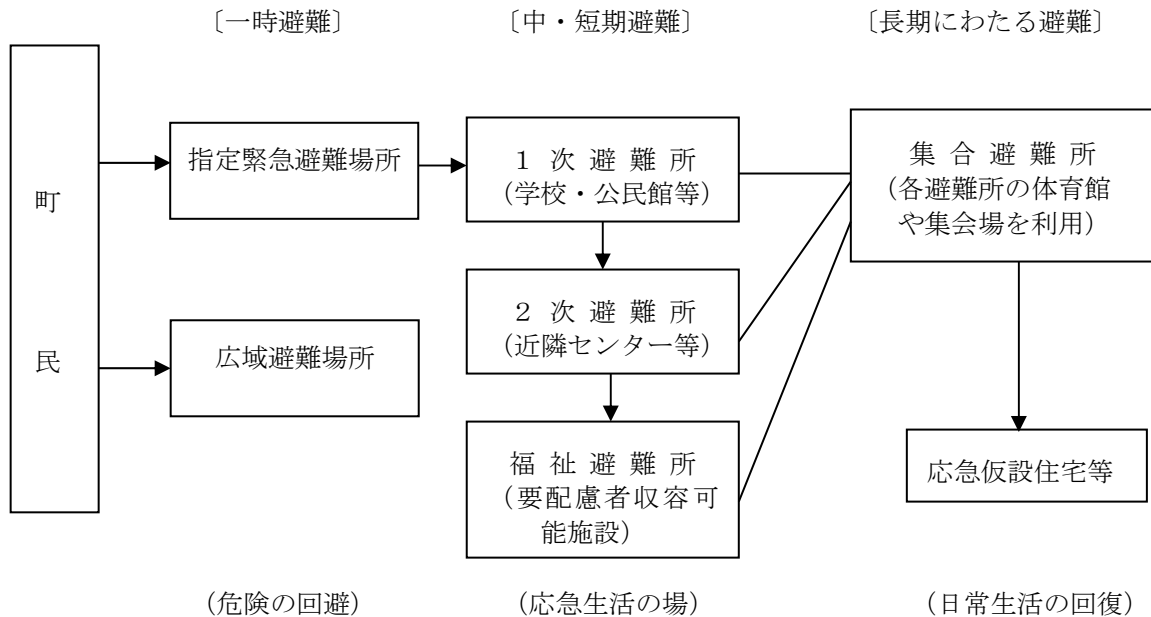 〔一時避難〕
〔中・短期避難〕
〔長期にわたる避難〕
町
民
指定緊急避難場所
広域避難場所
１次避難所
(学校・公民館等)
２次避難所
(近隣センター等)
福祉避難所
(要配慮者収容可
能施設)
集合避難所
(各避難所の体育館
や集会場を利用)
応急仮設住宅等
(危険の回避)
(応急生活の場)
(日常生活の回復)